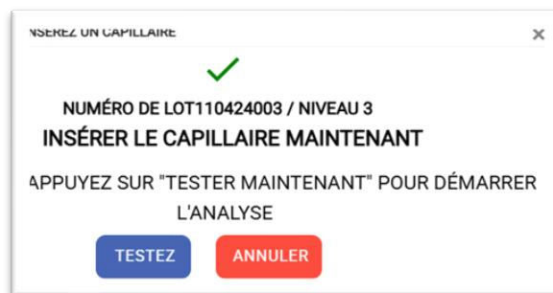 NSÉREZ UN CAPILLAIRE
NUMÉRO DE LOT110424003 / NIVEAU 3
INSÉRER LE CAPILLAIRE MAINTENANT
APPUYEZ SUR "TESTER MAINTENANT" POUR DÉMARRER
L'ANALYSE
TESTEZ ANNULER